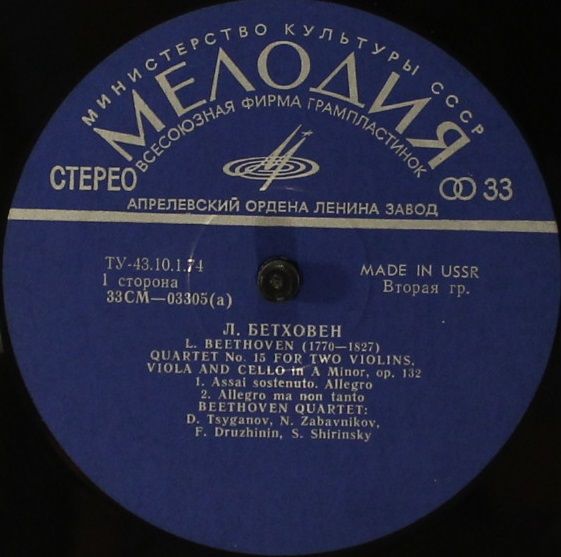 МИНИСТЕРСТВО КУЛЬТУРЫ СССР
МЕЛОДИЯ
ВСЕСОЮЗНАЯ ФИРМА ГРАМПЛАСТИНОК
СТЕРЕО
33
АПРЕЛЕВСКИЙ ОРДЕНА ЛЕНИНА ЗАВОД
ТУ-43.10.1.74
1 сторона
33СМ—03305(а)
MADE IN USSR
Вторая гр.
Л. БЕТХОВЕН
L. BEETHOVEN (1770—1827)
QUARTET No. 15 FOR TWO VIOLINS,
VIOLA AND CELLO in A Minor, op. 132
1. Assai sostenuto. Allegro
2. Allegro ma non tanto
BEETHOVEN QUARTET:
D. Tsyganov, N. Zabavnikov,
F. Druzhinin, S. Shirinsky